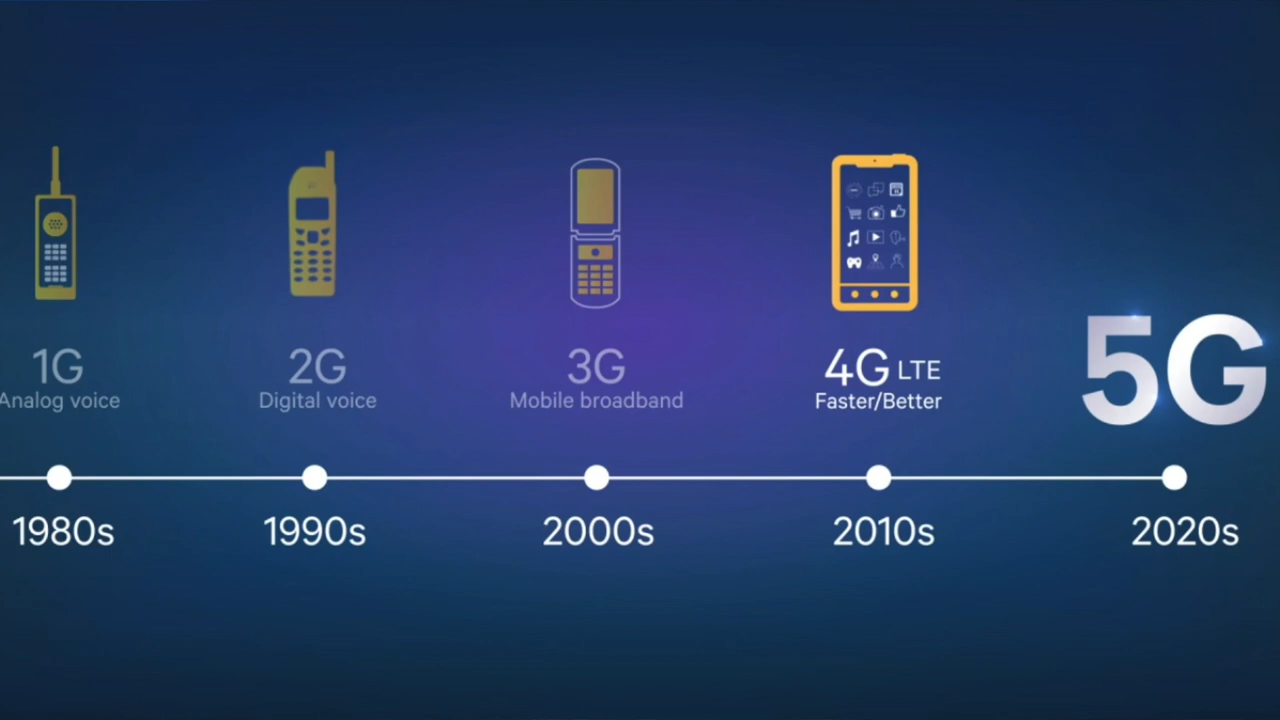 1G
Analog voice
2G
Digital voice
3G
Mobile broadband
4G LTE
Faster/Better
5G
1980s
1990s
2000s
2010s
2020s